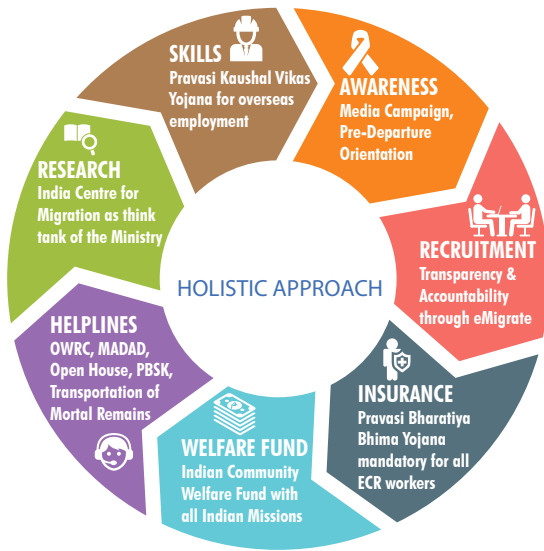 SKILLS
Pravasi Kaushal Vikas
Yojana for overseas
employment
AWARENESS
Media Campaign,
Pre-Departure
Orientation
RECRUITMENT
Transparency &
Accountability
through eMigrate
INSURANCE
Pravasi Bharatiya
Bhima Yojana
mandatory for all
ECR workers
WELFARE FUND
Indian Community
Welfare Fund with
all Indian Missions
HELPLINES
OWRC, MADAD,
Open House, PBSK,
Transportation of
Mortal Remains
RESEARCH
India Centre for
Migration as think
tank of the Ministry
HOLISTIC APPROACH